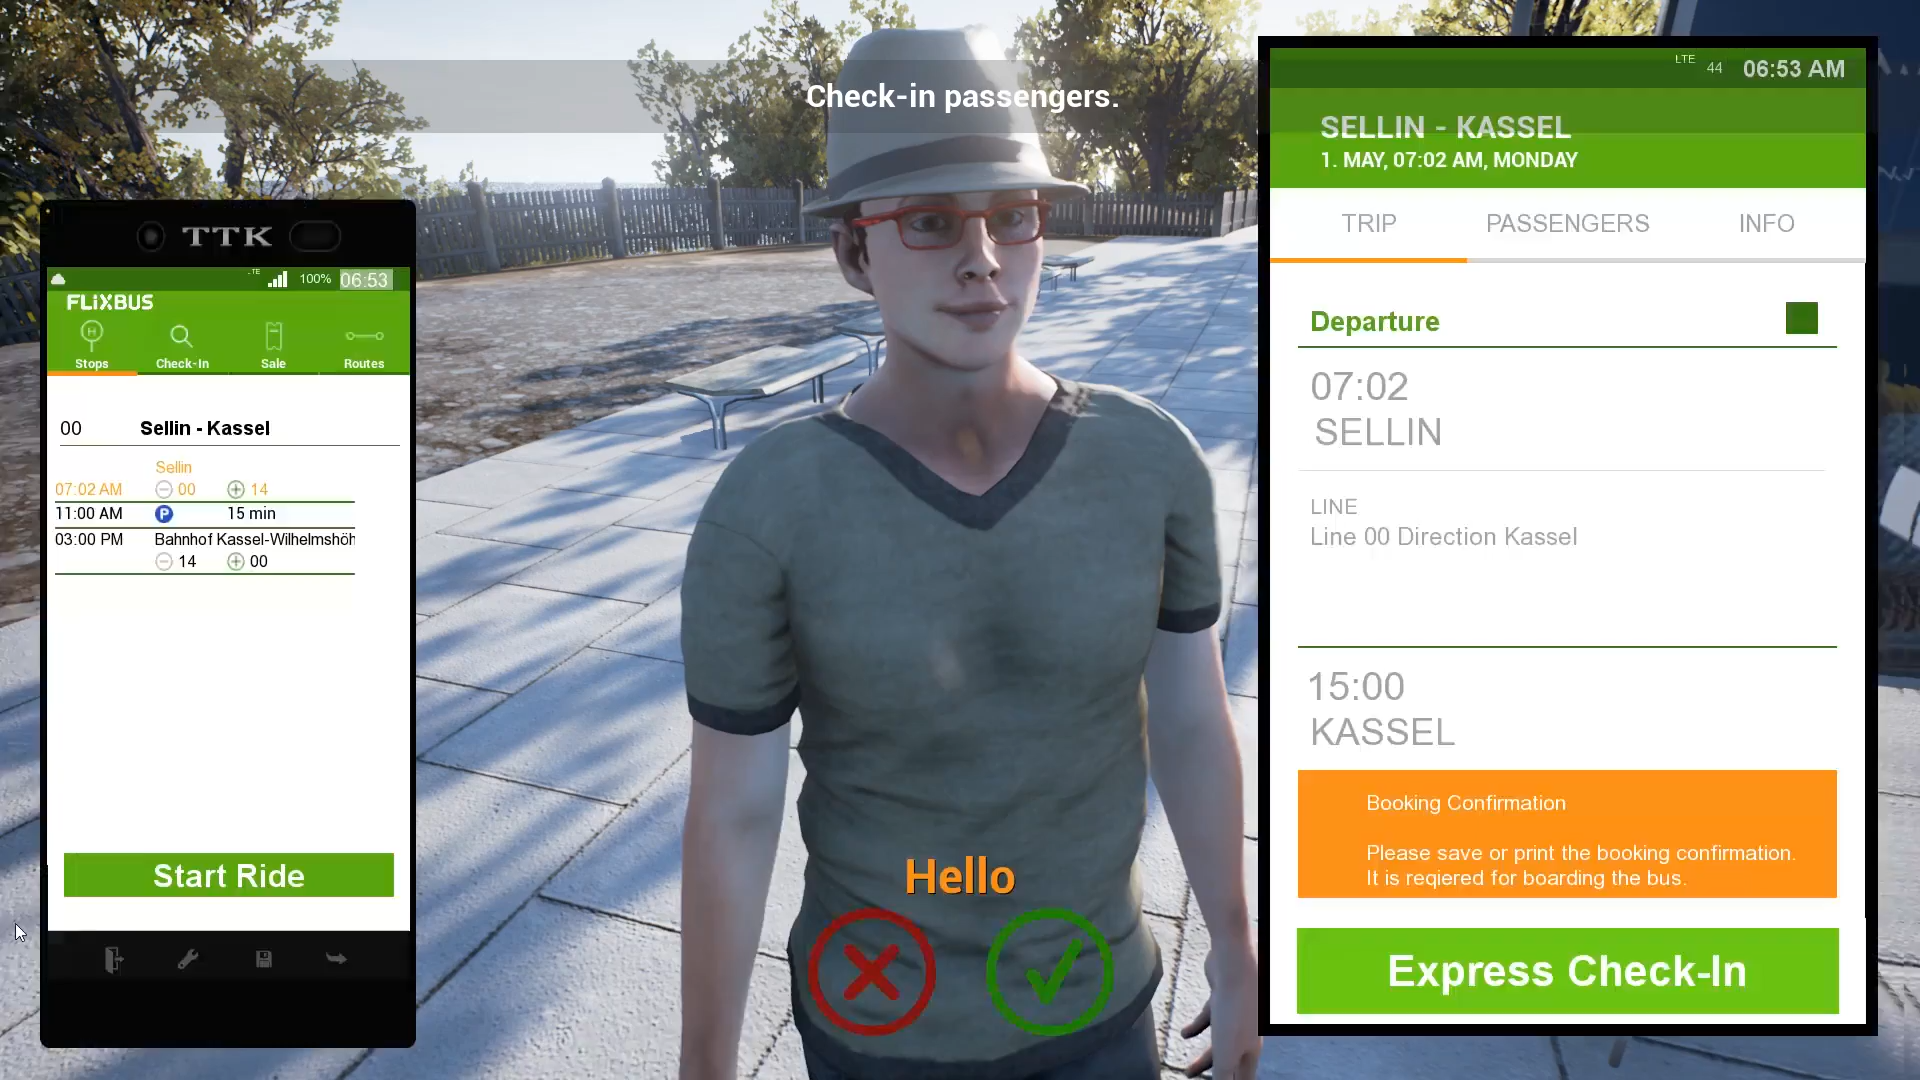 Check-in passengers.
TTK
LTE
100%
06:53
FLiXBUS
Stops
Check-In
Sale
Routes
00
Sellin - Kassel
Sellin
07:02 AM
00
14
11:00 AM
P
15 min
03:00 PM
Bahnhof Kassel-Wilhelmshöh
14
00
Start Ride
Hello
LTE
44
06:53 AM
SELLIN - KASSEL
1. MAY, 07:02 AM, MONDAY
TRIP
PASSENGERS
INFO
Departure
07:02
SELLIN
LINE
Line 00 Direction Kassel
15:00
KASSEL
Booking Confirmation
Please save or print the booking confirmation.
It is reqiered for boarding the bus.
Express Check-In